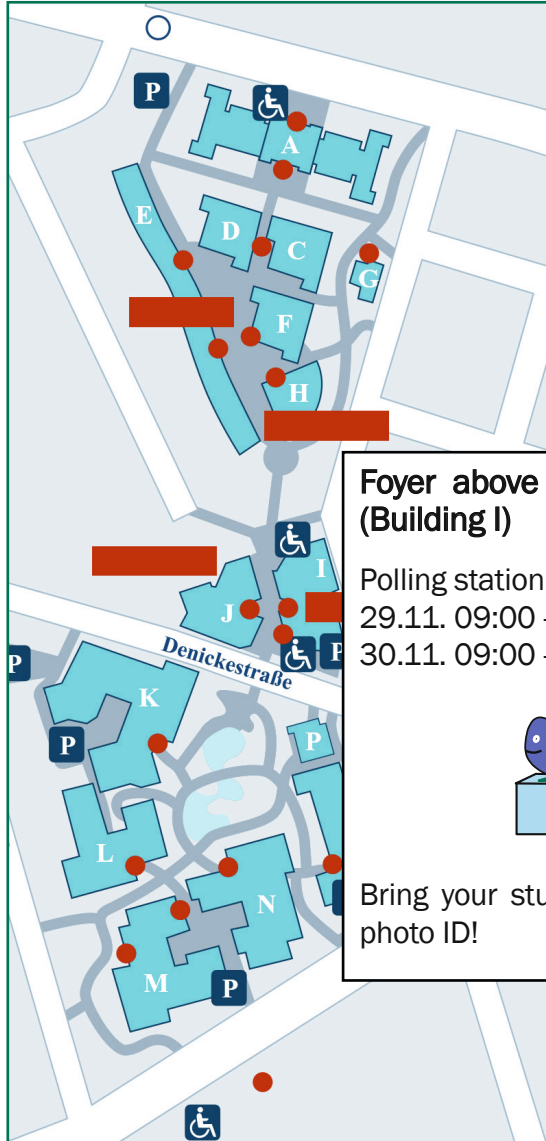 P
A
E
D
C
G
F
H
Foyer above
(Building I)
I
Polling station
29.11. 09:00 -
J
30.11. 09:00 -
Denickestraße
P
P
K
P
P
L
N
Bring your stu
photo ID!
M
P